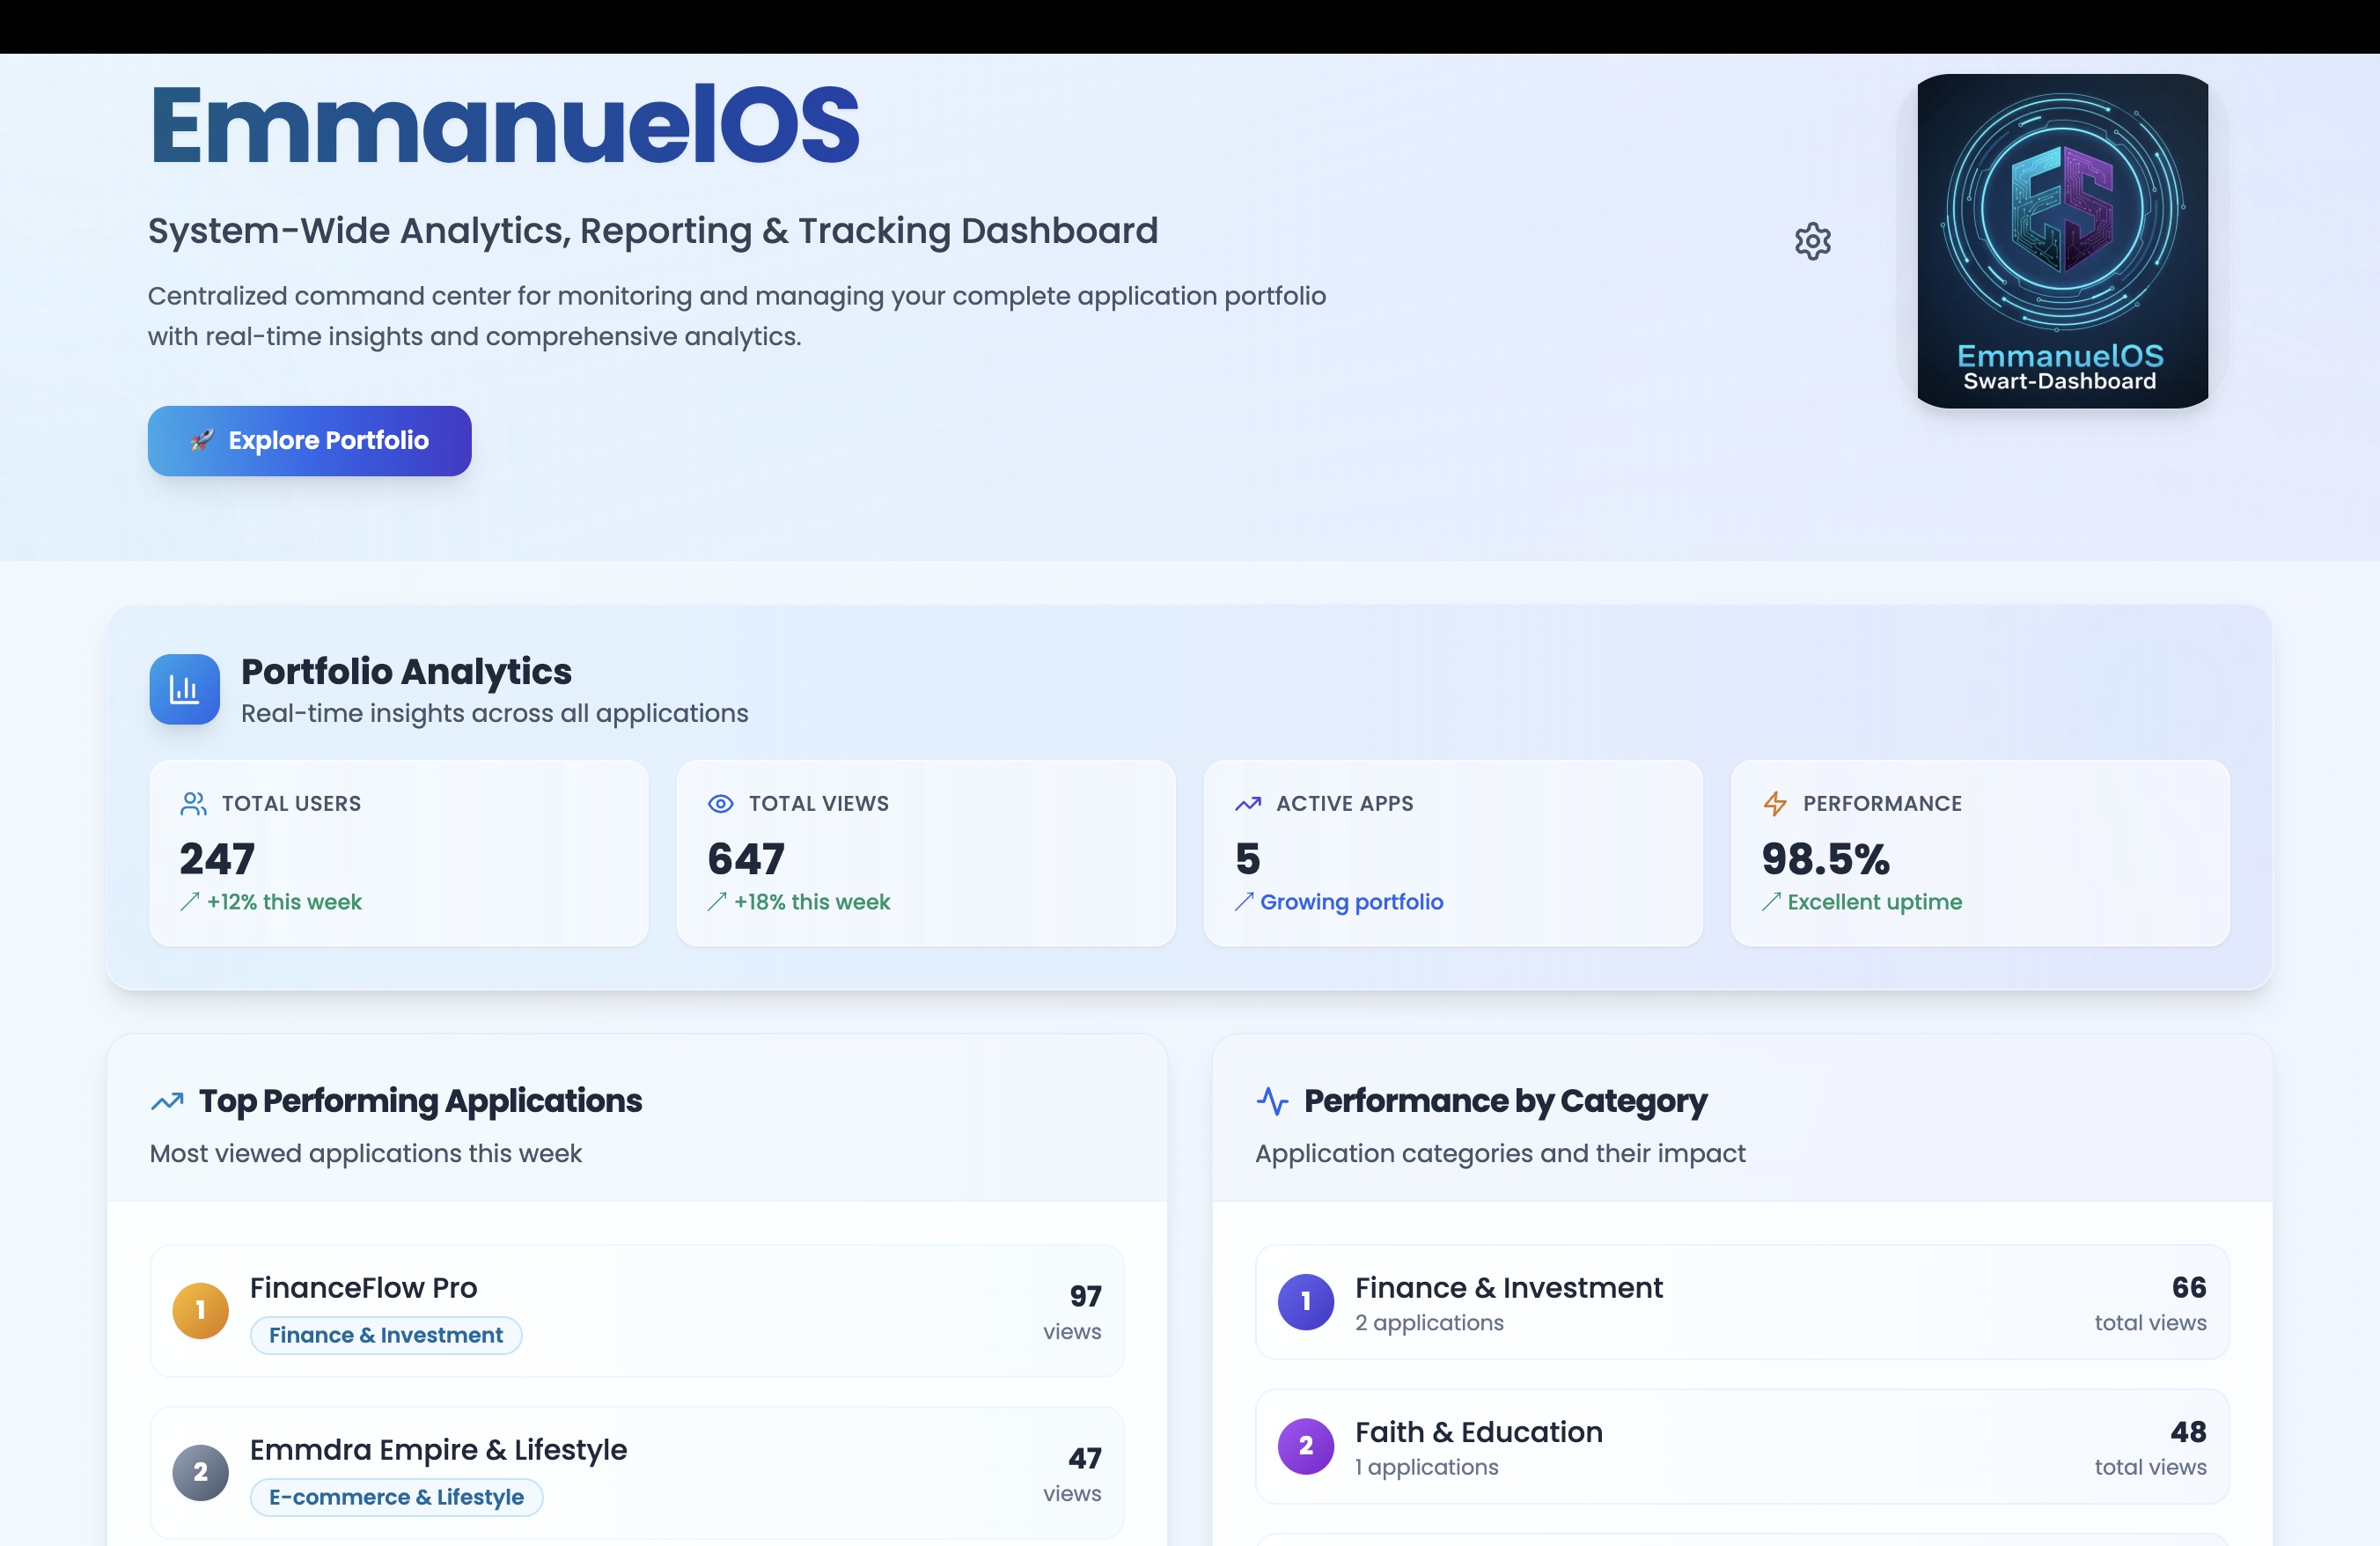 EmmanuelOS
System-Wide Analytics, Reporting & Tracking Dashboard
Centralized command center for monitoring and managing your complete application portfolio
with real-time insights and comprehensive analytics.
🚀 Explore Portfolio
ES
EmmanuelOS
Swart-Dashboard
Portfolio Analytics
Real-time insights across all applications
TOTAL USERS
247
↗ +12% this week
TOTAL VIEWS
647
↗ +18% this week
ACTIVE APPS
5
↗ Growing portfolio
PERFORMANCE
98.5%
↗ Excellent uptime
Top Performing Applications
Most viewed applications this week
1
FinanceFlow Pro
Finance & Investment
97
views
2
Emmdra Empire & Lifestyle
E-commerce & Lifestyle
47
views
Performance by Category
Application categories and their impact
1
Finance & Investment
2 applications
66
total views
2
Faith & Education
1 applications
48
total views